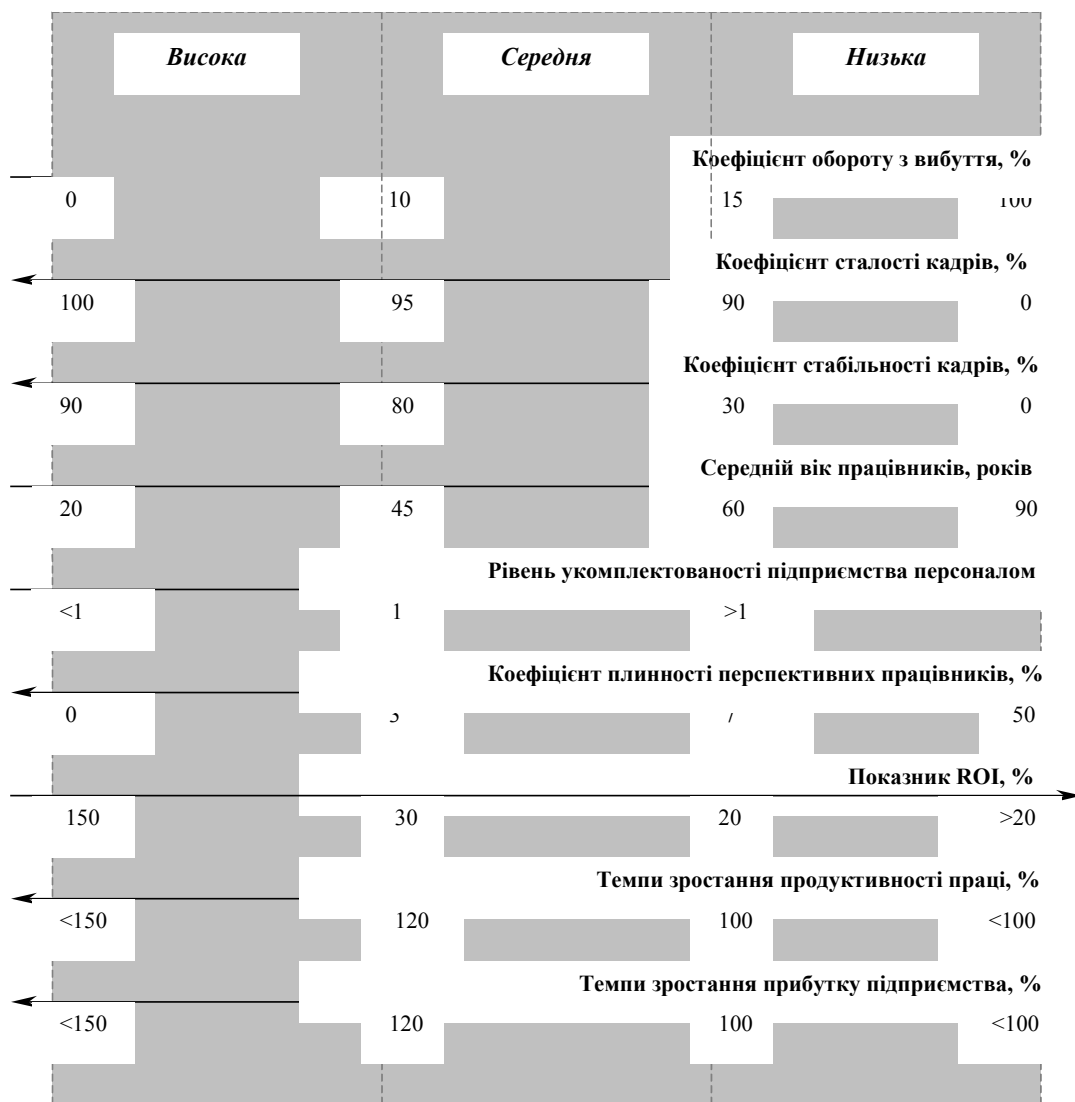 Висока Середня Низька
Коефіцієнт обороту з вибуття, %
0 10 15 100
Коефіцієнт сталості кадрів, %
100 95 90 0
Коефіцієнт стабільності кадрів, %
90 80 30 0
Середній вік працівників, років
20 45 60 90
Рівень укомплектованості підприємства персоналом
<1 1 >1
Коефіцієнт плинності перспективних працівників, %
0 50
Показник ROI, %
150 30 20 >20
Темпи зростання продуктивності праці, %
<150 120 100 <100
Темпи зростання прибутку підприємства, %
<150 120 100 <100